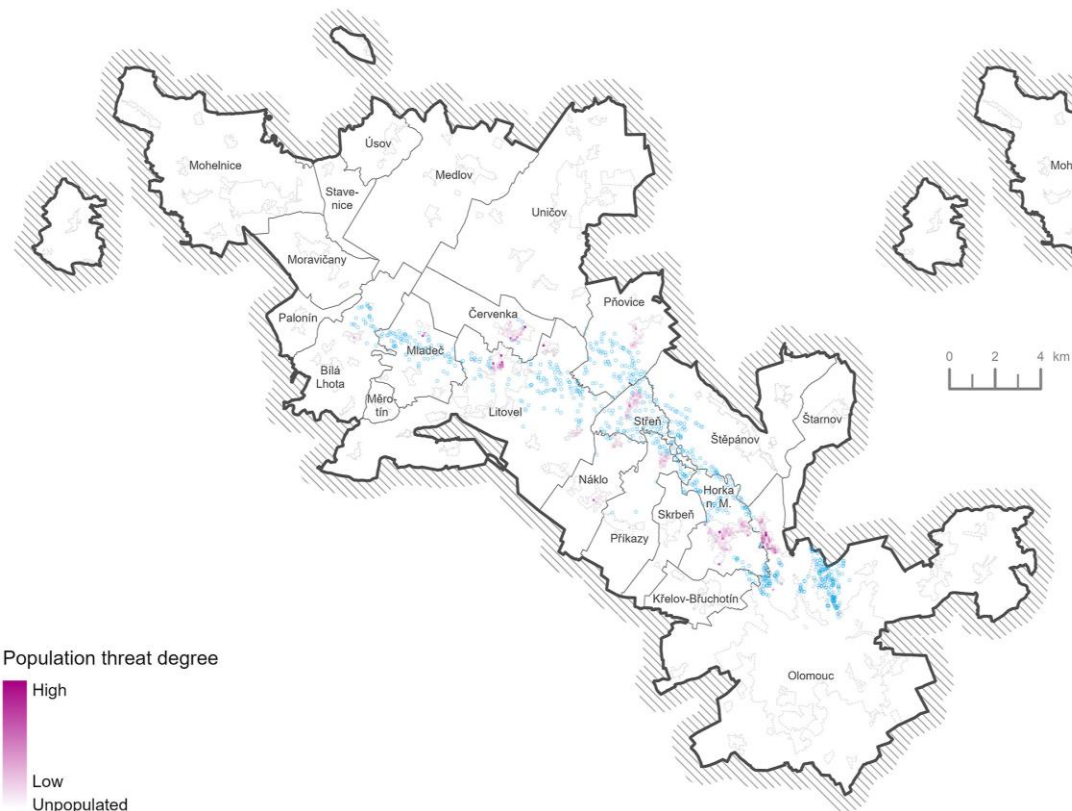 Úsov
Mohelnice
Medlov
Stave-
nice
Uničov
Moravičany
Pňovice
Palonín
Červenka
Mladeč
Bílá
Lhota
Měro-
tín
Litovel
Střeň
Štěpánov
Štarnov
Náklo
Horka
n. M.
Skrbeň
Příkazy
Křelov-Břuchotín
Olomouc
Moh
0 2 4 km
Population threat degree
High
Low
Unpopulated